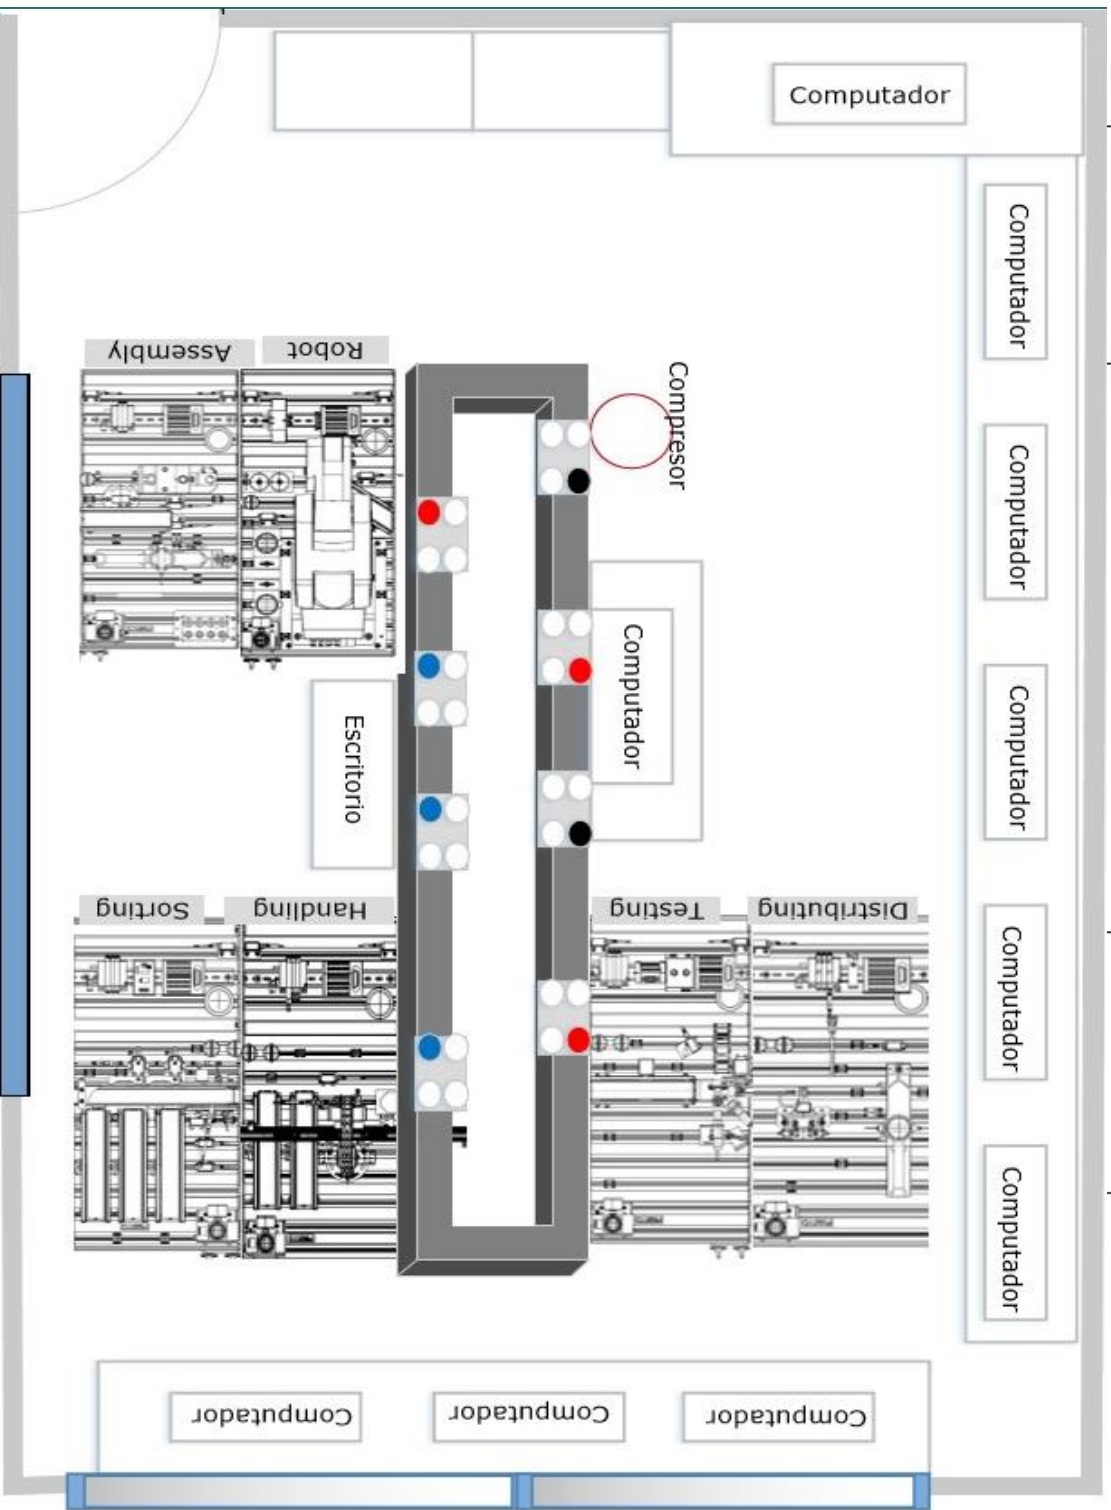 Computador
Computador
Assembly
Robot
Compresor
Computador
Computador
Computador
Escritorio
Sorting
Handling
Testing
Distributing
Computador
Computador
Computador
Computador
Computador